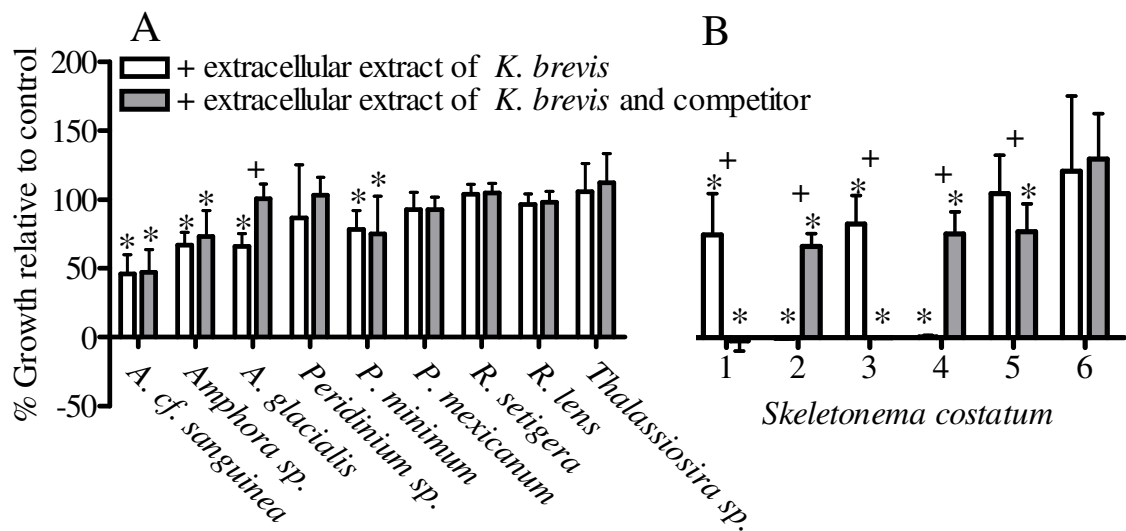 A
B
+ extracellular extract of K. brevis
+ extracellular extract of K. brevis and competitor
% Growth relative to control
200
150
100
50
0
-50
* * * * * + * *
* + * + * * + * * + * * + *
A. cf. sanguinea
Amphora sp.
A. glacialis
Peridinium sp.
P. minimum
P. mexicanum
R. setigera
R. lens
Thalassiosira sp.
1 2 3 4 5 6
Skeletonema costatum